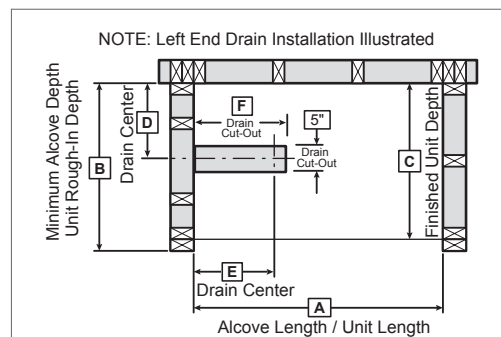 NOTE: Left End Drain Installation Illustrated
Minimum Alcove Depth
Unit Rough-In Depth
B
Drain Center
D
F
Drain
Cut-Out
5"
Drain
Cut-Out
C
Finished Unit Depth
E
Drain Center
A
Alcove Length / Unit Length